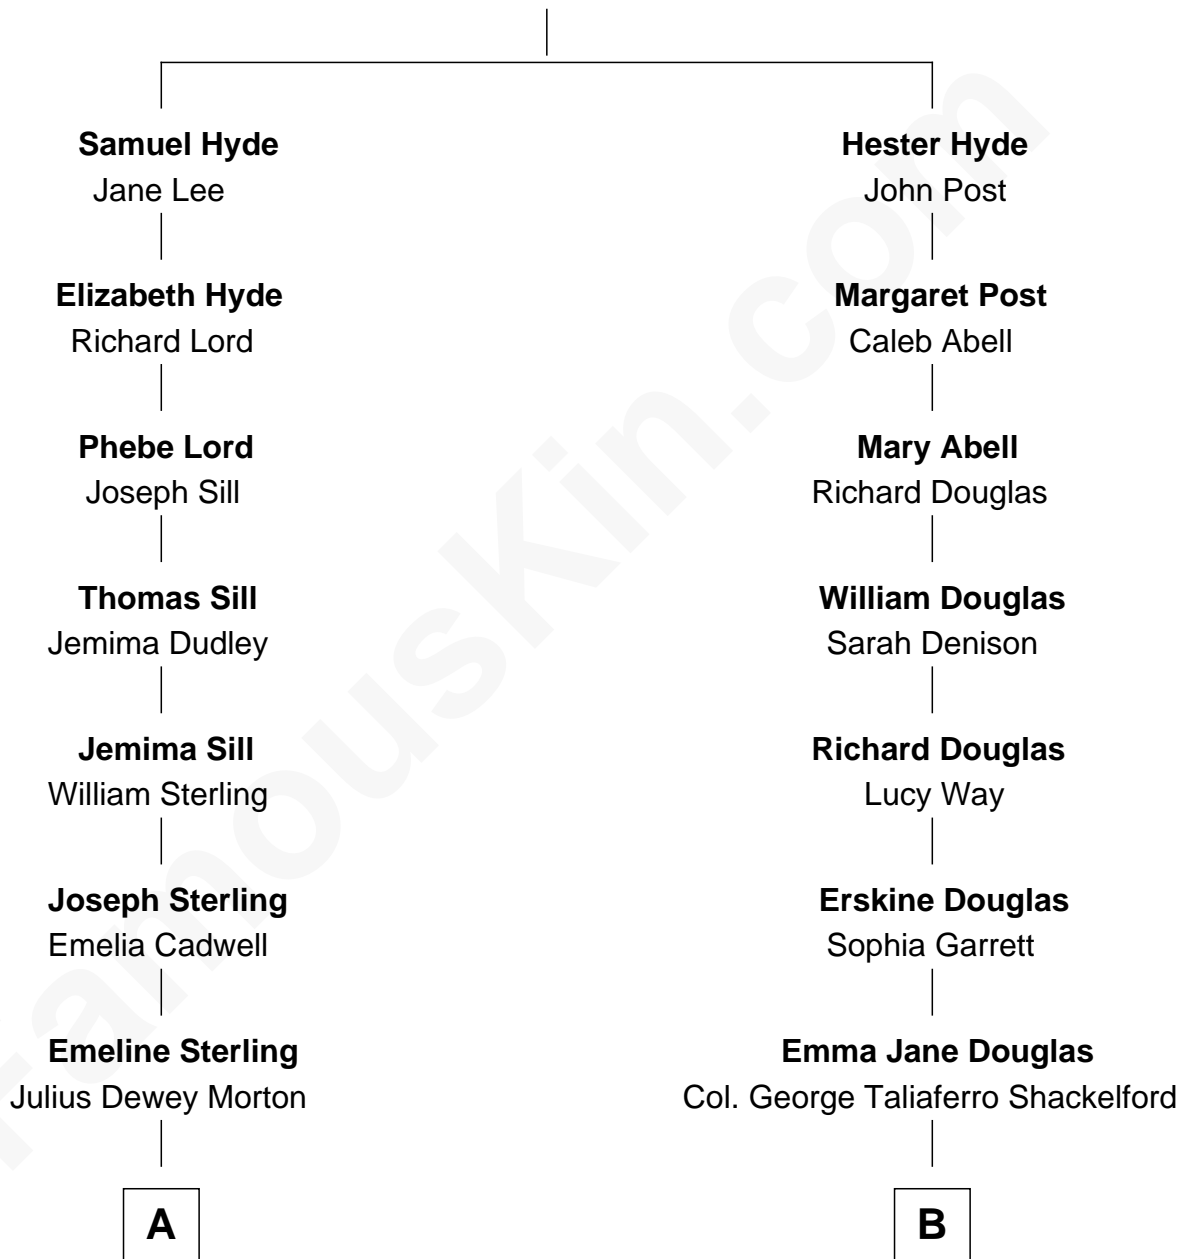 Samuel Hyde
Jane Lee
Hester Hyde
John Post
Elizabeth Hyde
Richard Lord
Margaret Post
Caleb Abell
Phebe Lord
Joseph Sill
Mary Abell
Richard Douglas
Thomas Sill
Jemima Dudley
William Douglas
Sarah Denison
Jemima Sill
William Sterling
Richard Douglas
Lucy Way
Joseph Sterling
Emelia Cadwell
Erskine Douglas
Sophia Garrett
Emeline Sterling
Julius Dewey Morton
Emma Jane Douglas
Col. George Taliaferro Shackelford
A
B
FamousKin.com